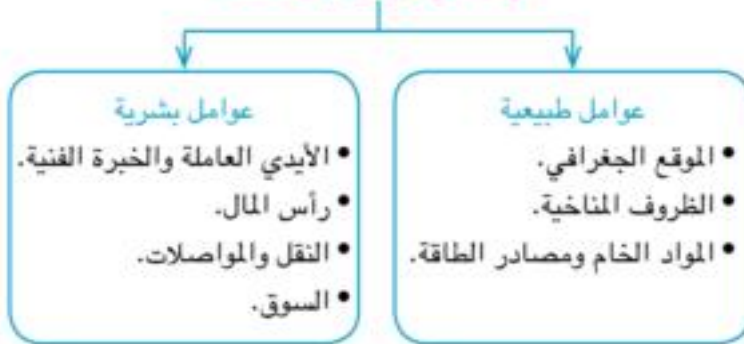 عوامل طبيعية
• الموقع الجغرافي.
• الظروف المناخية.
• المواد الخام ومصادر الطاقة.
عوامل بشرية
• الأيدي العاملة والخبرة الفنية.
• رأس المال.
• النقل والمواصلات.
• السوق.